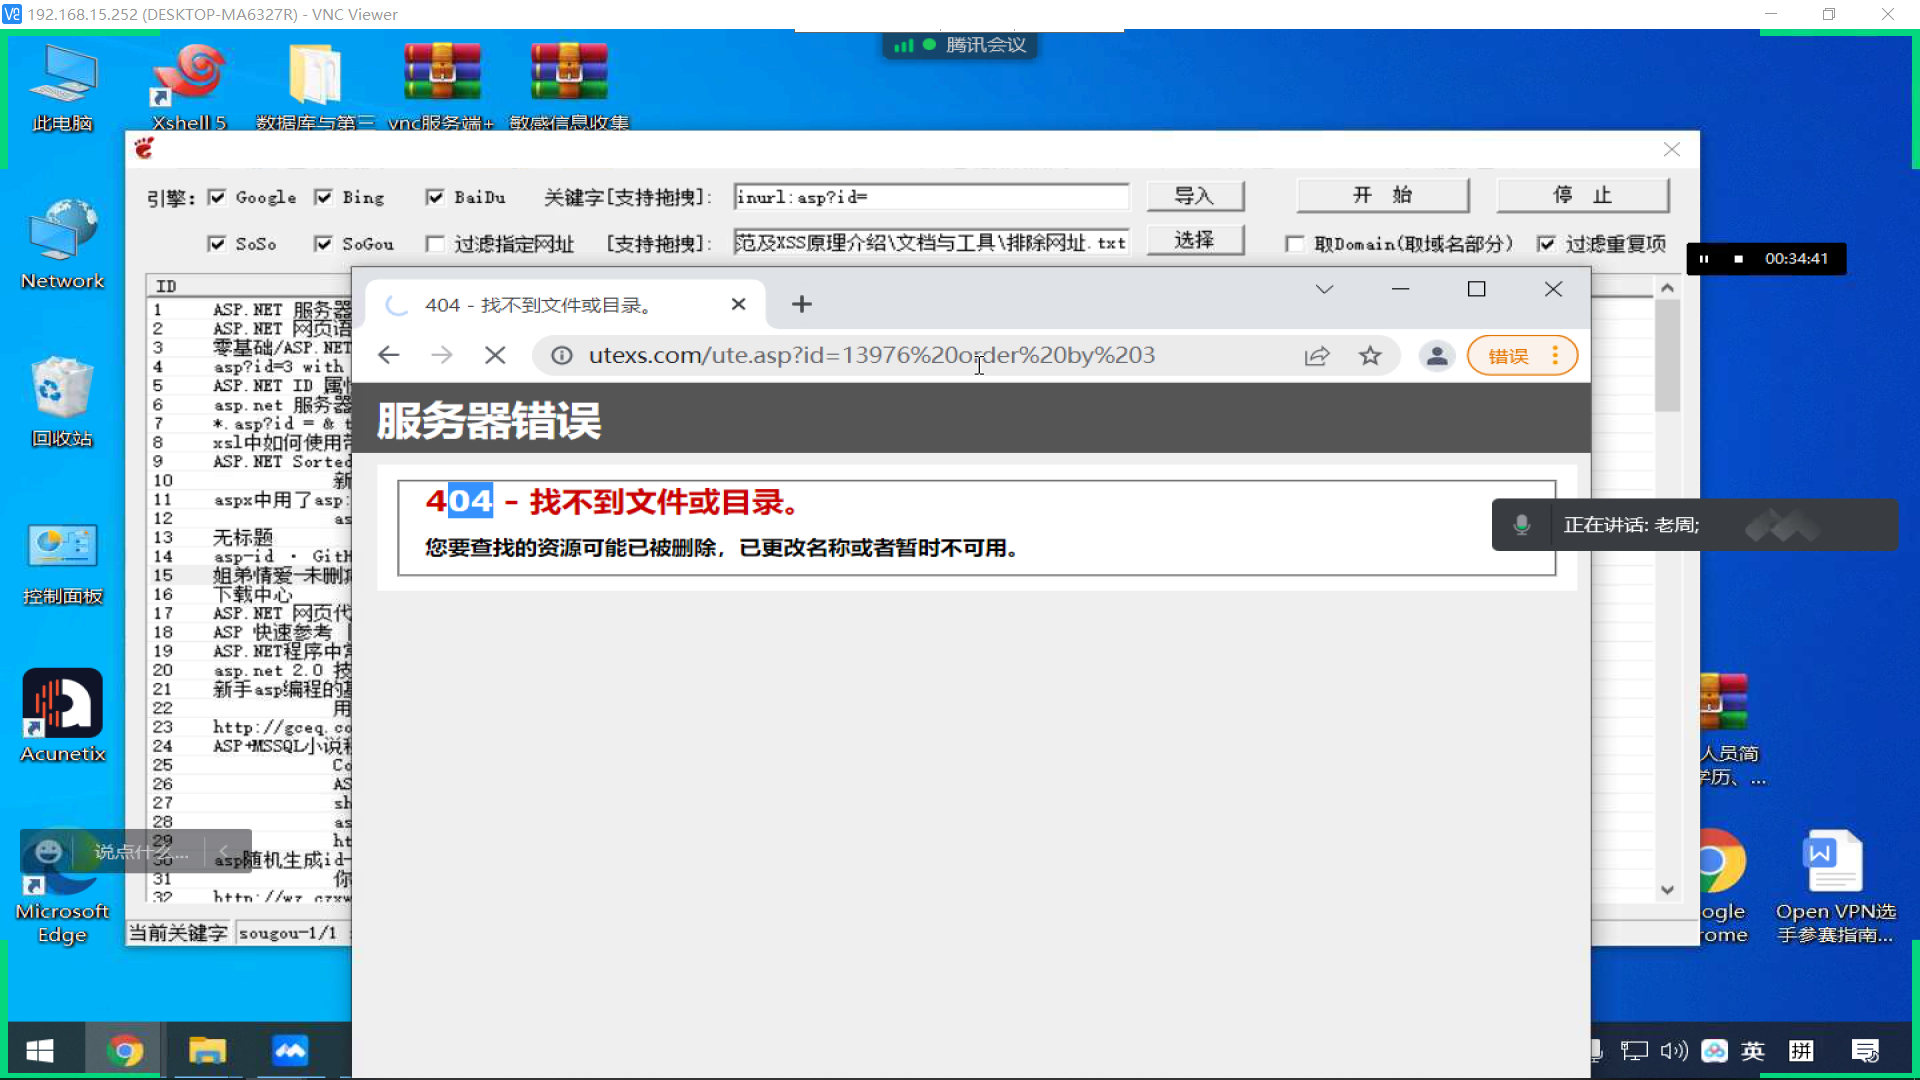 192.168.15.252 (DESKTOP-MA6327R) - VNC Viewer
腾讯会议
此电脑
Xshell 5
数据库与第三
vnc服务端+
敏感信息收集
引擎:
Google
Bing
BaiDu
关键字[支持拖拽]:
inurl:asp?id=
导入
开 始
停 止
SoSo
SoGou
过滤指定网址
[支持拖拽]:
范及XSS原理介绍\文档与工具\排除网址.txt
选择
取Domain(取域名部分)
过滤重复项
00:34:41
Network
回收站
控制面板
Acunetix
Microsoft
Edge
说点什么...
ID
1 ASP.NET 服务器
2 ASP.NET 网页语
3 零基础/ASP.NET
4 asp?id=3 with
5 ASP.NET ID 属性
6 asp.net 服务器
7 *.asp?id = & t
8 xsl中如何使用带
9 ASP.NET Sorted
10 新
11 aspx中用了asp:
12 as
13 无标题
14 asp-id · GitH
15 姐弟情爱-未删
16 下载中心
17 ASP.NET 网页代
18 ASP 快速参考 |
19 ASP.NET程序中常
20 asp.net 2.0 技
21 新手asp编程的基
22 用
23 http://gceq.co
24 ASP+MSSQL小说程
25 Co
26 AS
27 sh
28 as
29 ht
30 asp随机生成id-
31 你
32 http://wz.gzxw
当前关键字
sougou-1/1
404 - 找不到文件或目录。
utexs.com/ute.asp?id=13976%20order%20by%203
错误
服务器错误
404 - 找不到文件或目录。
您要查找的资源可能已被删除，已更改名称或者暂时不可用。
正在讲话: 老周;
人员简
学历、...
ogle
rome
Open VPN选
手参赛指南...
英
拼